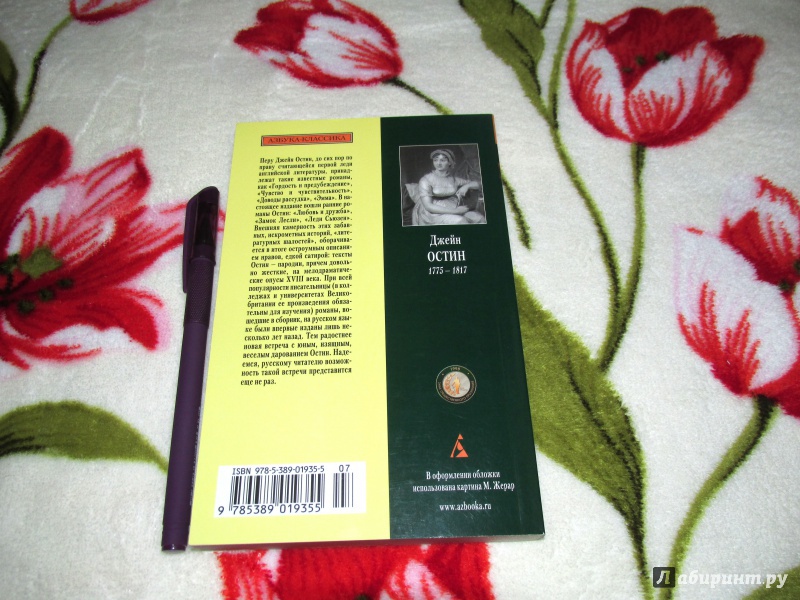 АЗБУКА-КЛАССИКА
Перу Джейн Остин, до сих пор по
праву считающейся первой леди
английской литературы, принад-
лежат такие известные романы,
как «Гордость и предубеждение»,
«Чувство и чувствительность»,
«Доводы рассудка», «Эмма». В на-
стоящее издание вошли ранние ро-
маны Остин: «Любовь и дружба»,
«Замок Лесли», «Леди Сьюзен».
Внешняя камерность этих забав-
ных, искрометных историй, «лите-
ратурных шалостей», оборачивает-
ся в итоге остроумным описани-
ем нравов, едкой сатирой: тексты
Остин — пародии, причем доволь-
но жесткие, на мелодраматиче-
ские опусы XVIII века. При всей
популярности писательницы (в кол-
леджах и университетах Велико-
британии ее произведения обяза-
тельны для изучения) романы, во-
шедшие в сборник, на русском язы-
ке были впервые изданы лишь не-
сколько лет назад. Тем радостнее
новая встреча с юным, изящным,
веселым дарованием Остин. Наде-
емся, русскому читателю возмож-
ность такой встречи представится
еще не раз.
ISBN 978-5-389-01935-5 07
9 785389 019355
Джейн
ОСТИН
1775 – 1817
В оформлении обложки
использована картина М. Жерар
www.azbooka.ru
Лабиринт.ру